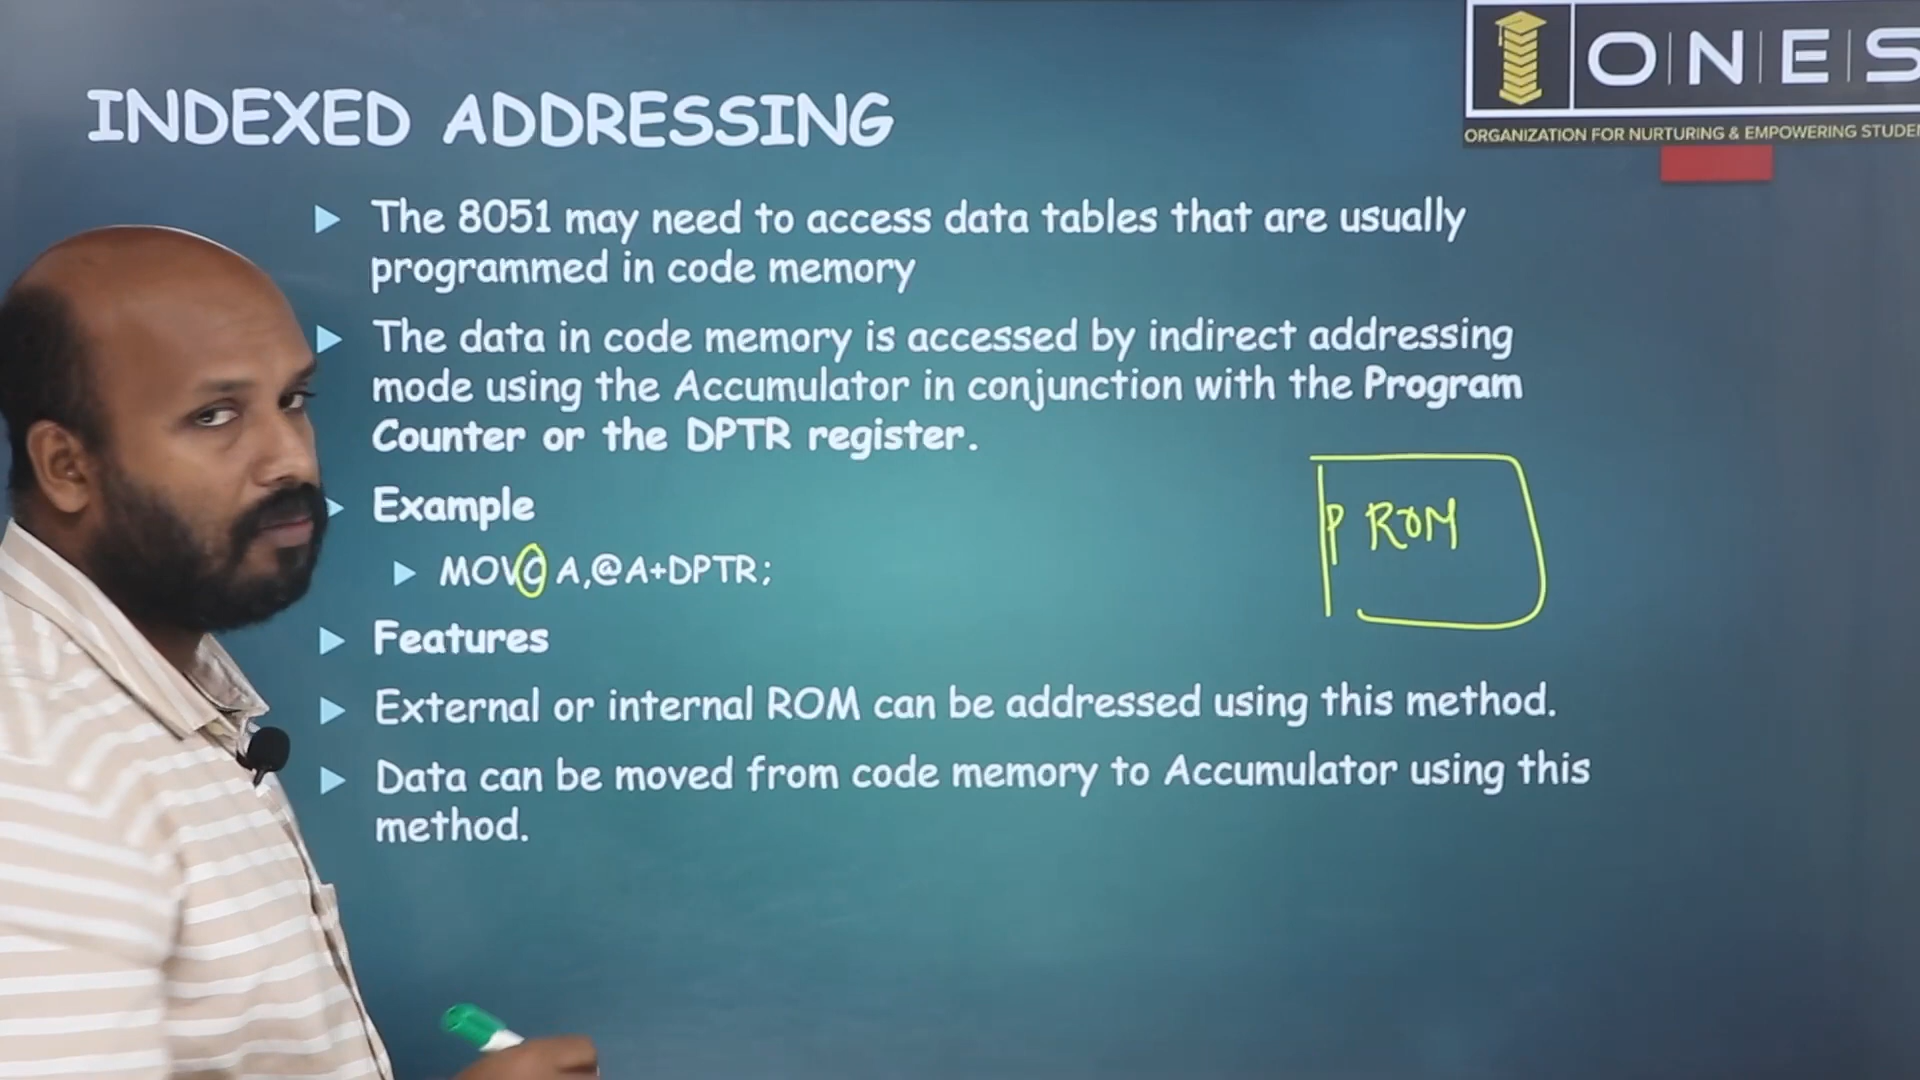 ONES
ORGANIZATION FOR NURTURING & EMPOWERING STUDE
INDEXED ADDRESSING
The 8051 may need to access data tables that are usually
programmed in code memory
The data in code memory is accessed by indirect addressing
mode using the Accumulator in conjunction with the Program
Counter or the DPTR register.
Example
MOVC A,@A+DPTR;
P ROM
Features
External or internal ROM can be addressed using this method.
Data can be moved from code memory to Accumulator using this
method.